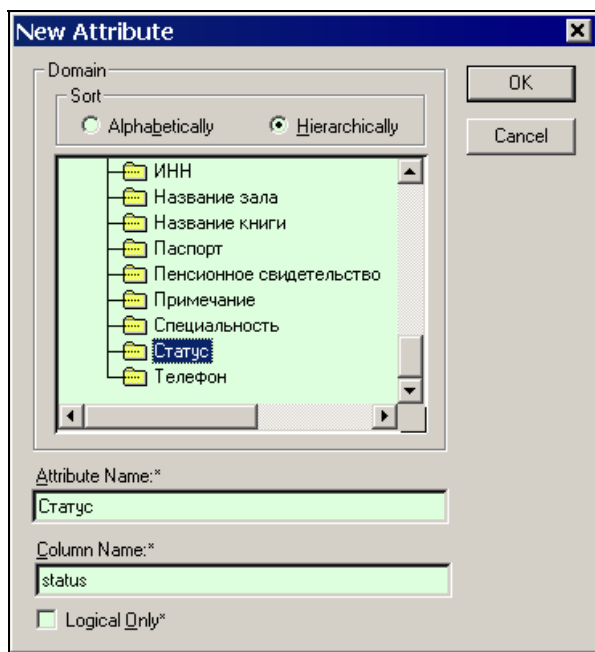 New Attribute
Domain
Sort
Alphabetically
Hierarchically
OK
Cancel
ИНН
Название зала
Название книги
Паспорт
Пенсионное свидетельство
Примечание
Специальность
Статус
Телефон
Attribute Name:*
Статус
Column Name:*
status
Logical Only*